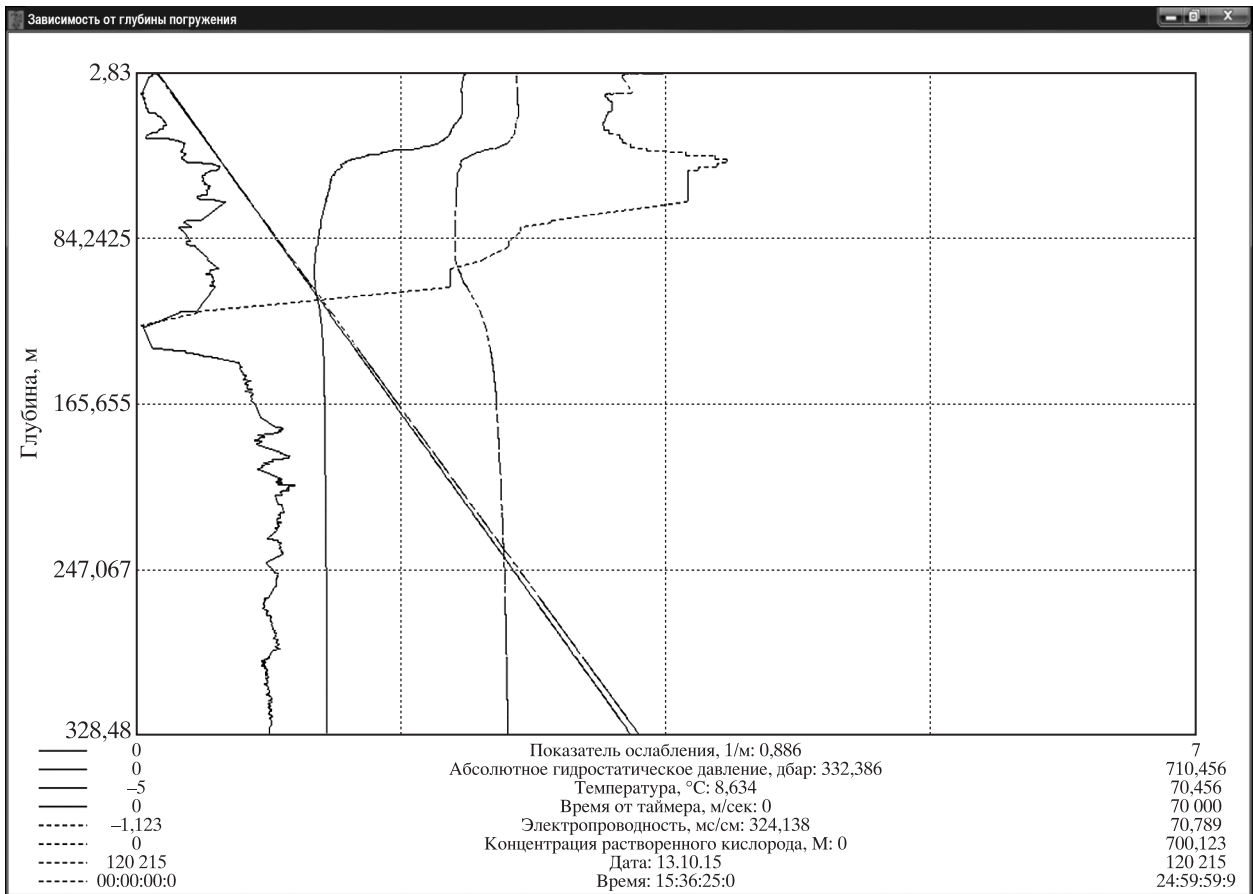 Зависимость от глубины погружения
2,83
84,2425
165,655
247,067
328,48
Глубина, м
0 Показатель ослабления, 1/м: 0,886 7
0 Абсолютное гидростатическое давление, дбар: 332,386 710,456
–5 Температура, °С: 8,634 70,456
0 Время от таймера, м/сек: 0 70 000
–1,123 Электропроводность, мс/см: 324,138 70,789
0 Концентрация растворенного кислорода, М: 0 700,123
120 215 Дата: 13.10.15 120 215
00:00:00:0 Время: 15:36:25:0 24:59:59:9